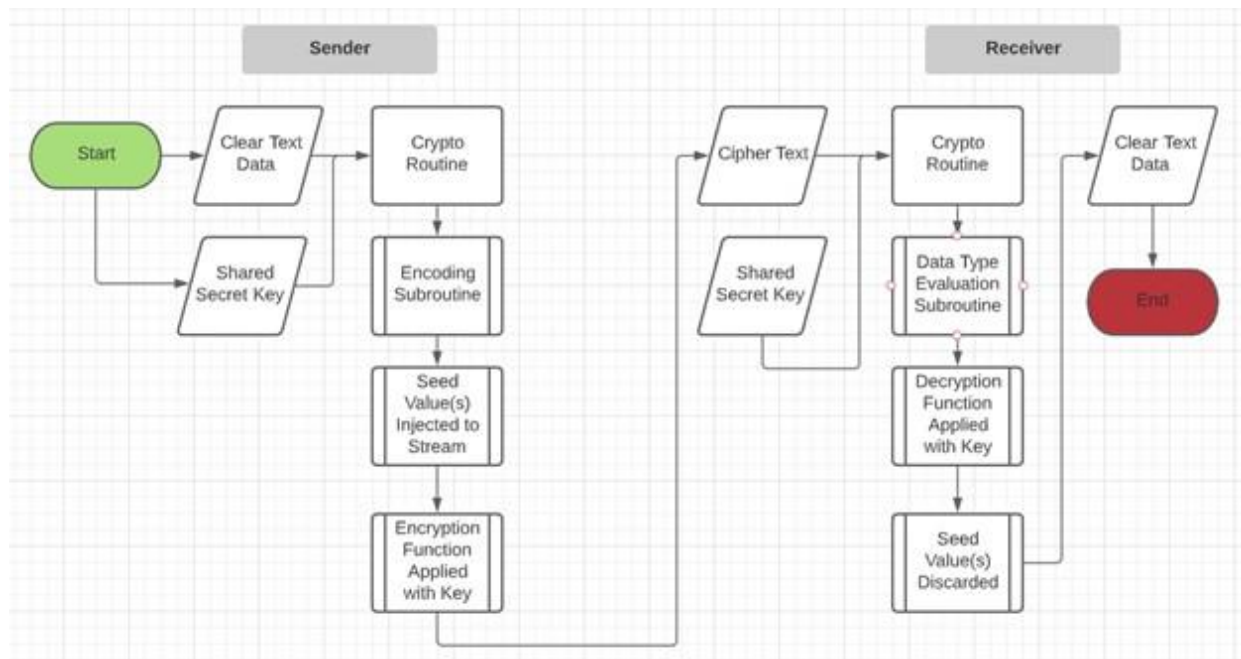 Sender
Receiver
Start
Clear Text
Data
Crypto
Routine
Shared
Secret Key
Encoding
Subroutine
Seed
Value(s)
Injected to
Stream
Encryption
Function
Applied
with Key
Cipher Text
Shared
Secret Key
Crypto
Routine
Data Type
Evaluation
Subroutine
Decryption
Function
Applied
with Key
Seed
Value(s)
Discarded
Clear Text
Data
End